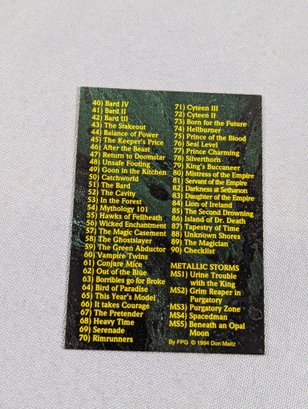 40) Bard IV
41) Bard II
42) Bard III
43) The Stakeout
44) Balance of Power
45) The Keeper's Price
46) After the Beast
47) Return to Doomstar
48) Unsafe Footing
49) Goon in the Kitchen
50) Catchworld
51) The Bard
52) The Cavity
53) In the Forest
54) Mythology 101
55) Hawks of Fellheath
56) Wicked Enchantment
57) The Magic Casement
58) The Ghostslayer
59) The Green Abductor
60) Vampire Twins
61) Conjure Mice
62) Out of the Blue
63) Borribles go for Broke
64) Bird of Paradise
65) This Year's Model
66) It takes Courage
67) The Pretender
68) Heavy Time
69) Serenade
70) Rimrunners
71) Cyteen III
72) Cyteen II
73) Born for the Future
74) Hellburner
75) Prince of the Blood
76) Seal Level
77) Prince Charming
78) Silverthorn
79) King's Buccaneer
80) Mistress of the Empire
81) Servant of the Empire
82) Darkness at Sethanon
83) Daughter of the Empire
84) Lion of Ireland
85) The Second Drowning
86) Island of Dr. Death
87) Tapestry of Time
88) Unknown Shores
89) The Magician
90) Checklist
METALLIC STORMS
MS1) Urine Trouble
with the King
MS2) Grim Reaper in
Purgatory
MS3) Purgatory Zone
MS4) Spacedman
MS5) Beneath an Opal
Moon
By FPG © 1994 Don Maitz